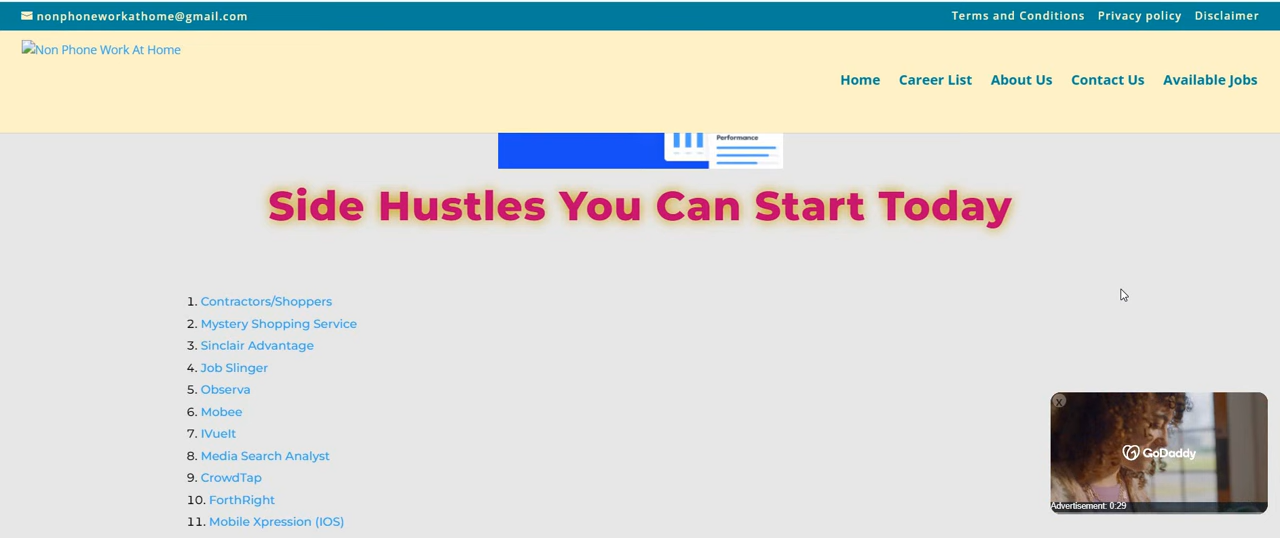 nonphoneworkathome@gmail.com
Terms and Conditions Privacy policy Disclaimer
Non Phone Work At Home
Home Career List About Us Contact Us Available Jobs
Performance
Side Hustles You Can Start Today
1. Contractors/Shoppers
2. Mystery Shopping Service
3. Sinclair Advantage
4. Job Slinger
5. Observa
6. Mobee
7. IVueIt
8. Media Search Analyst
9. CrowdTap
10. ForthRight
11. Mobile Xpression (IOS)
X
GoDaddy
Advertisement: 0:29